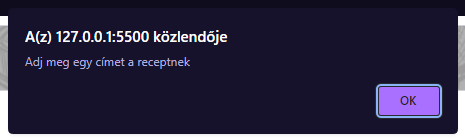 A(z) 127.0.0.1:5500 közlendője
Adj meg egy címet a receptnek
OK